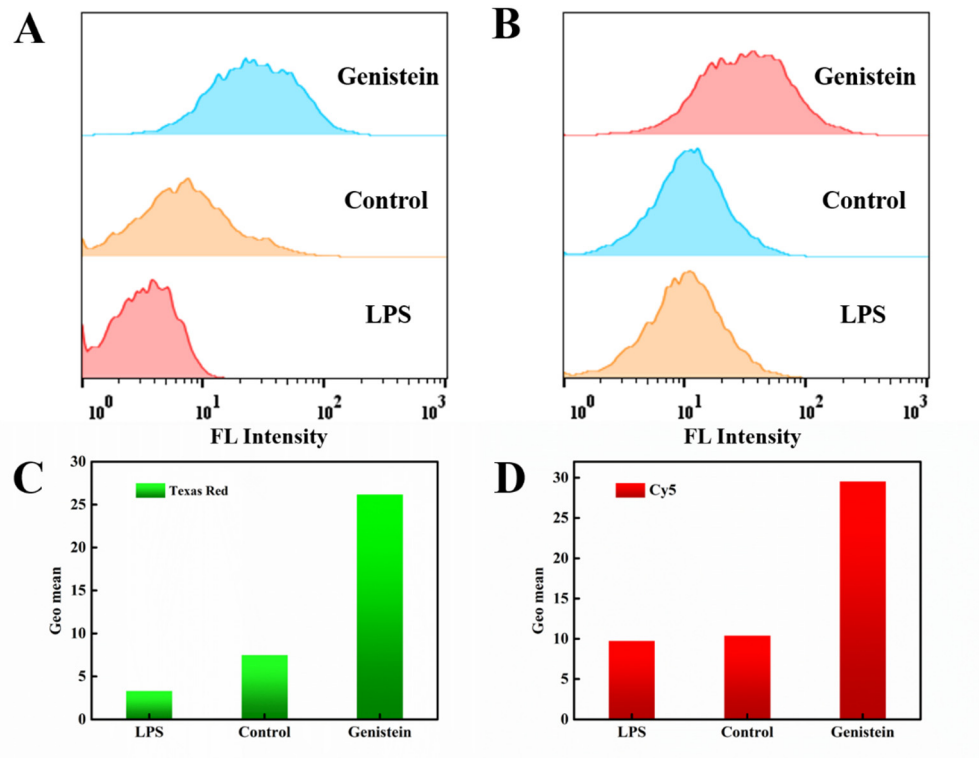 A
Genistein
Control
LPS
10^0 10^1 10^2 10^3
FL Intensity
B
Genistein
Control
LPS
10^0 10^1 10^2 10^3
FL Intensity
C
30
25
20
15
10
5
0
Geo mean
Texas Red
LPS Control Genistein
D
30
25
20
15
10
5
0
Geo mean
Cy5
LPS Control Genistein